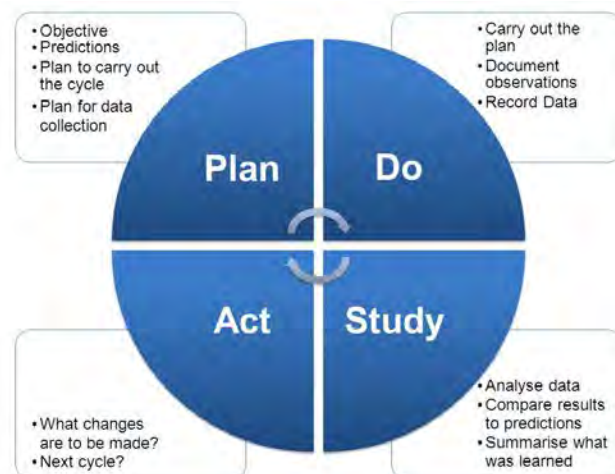 • Objective
• Predictions
• Plan to carry out
the cycle
• Plan for data
collection
• Carry out the
plan
• Document
observations
• Record Data
Plan
Do
Act
Study
• What changes
are to be made?
• Next cycle?
• Analyse data
• Compare results
to predictions
• Summarise what
was learned